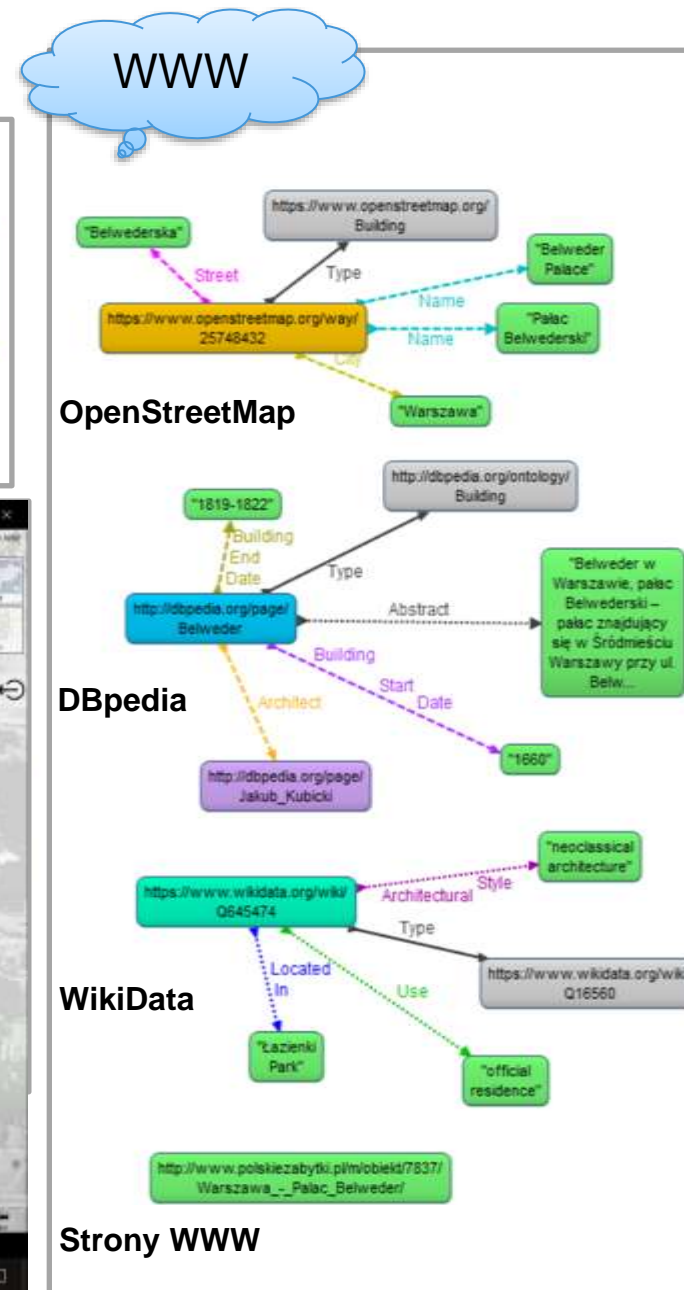 WWW
https://www.openstreetmap.org/
Building
"Belwederska"
Street
Type
"Belweder
Palace"
Name
https://www.openstreetmap.org/way/
25748432
Name
"Pałac
Belwederski"
City
"Warszawa"
OpenStreetMap
http://dbpedia.org/ontology/
Building
"1819-1822"
Building
End
Date
Type
"Belweder w
Warszawie, pałac
Belwederski –
pałac znajdujący
się w Śródmieściu
Warszawy przy ul.
Belw...
http://dbpedia.org/page/
Belweder
Abstract
Building
Start
Date
Architect
DBpedia
"1660"
http://dbpedia.org/page/
Jakub_Kubicki
"neoclassical
architecture"
https://www.wikidata.org/wiki/
Q645474
Architectural
Style
Type
Located
In
Use
https://www.wikidata.org/wiki
Q16560
WikiData
"Łazienki
Park"
"official
residence"
http://www.polskiezabytki.pl/m/obiekt/7837/
Warszawa_-_Palac_Belweder/
Strony WWW